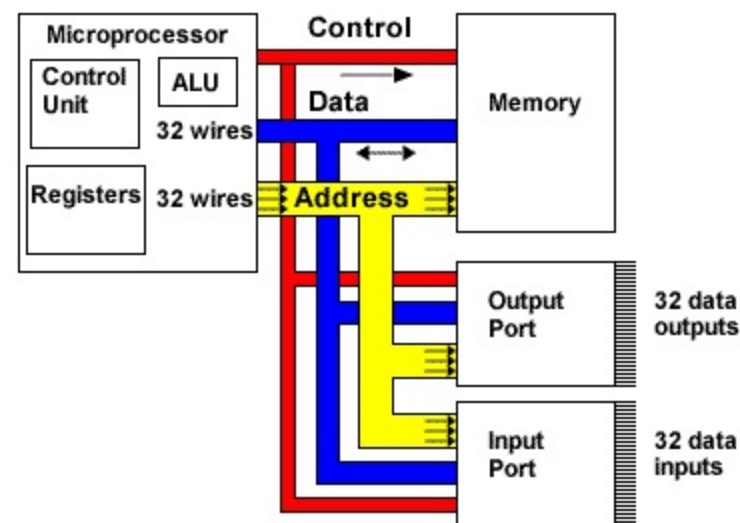 Microprocessor
Control
Unit
ALU
32 wires
Registers
32 wires
Control
Data
Address
Memory
Output
Port
32 data
outputs
Input
Port
32 data
inputs